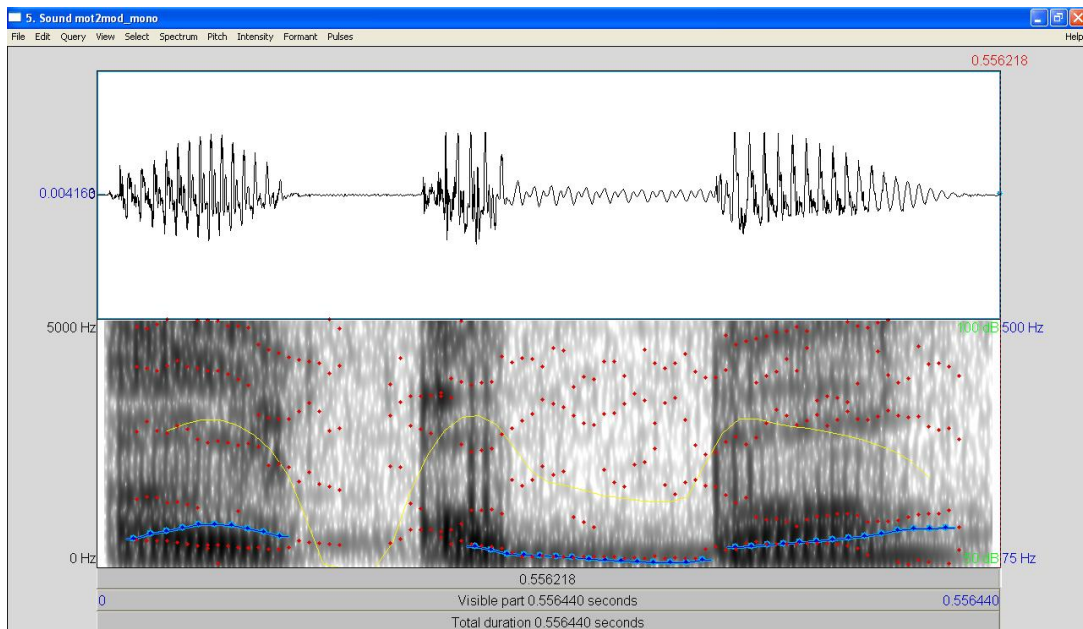 5. Sound mot2mod_mono
File Edit Query View Select Spectrum Pitch Intensity Formant Pulses Help
0.556218
0.004160
5000 Hz 100 dB 500 Hz
0 Hz 75 Hz
0.556218
0 Visible part 0.556440 seconds 0.556440
Total duration 0.556440 seconds